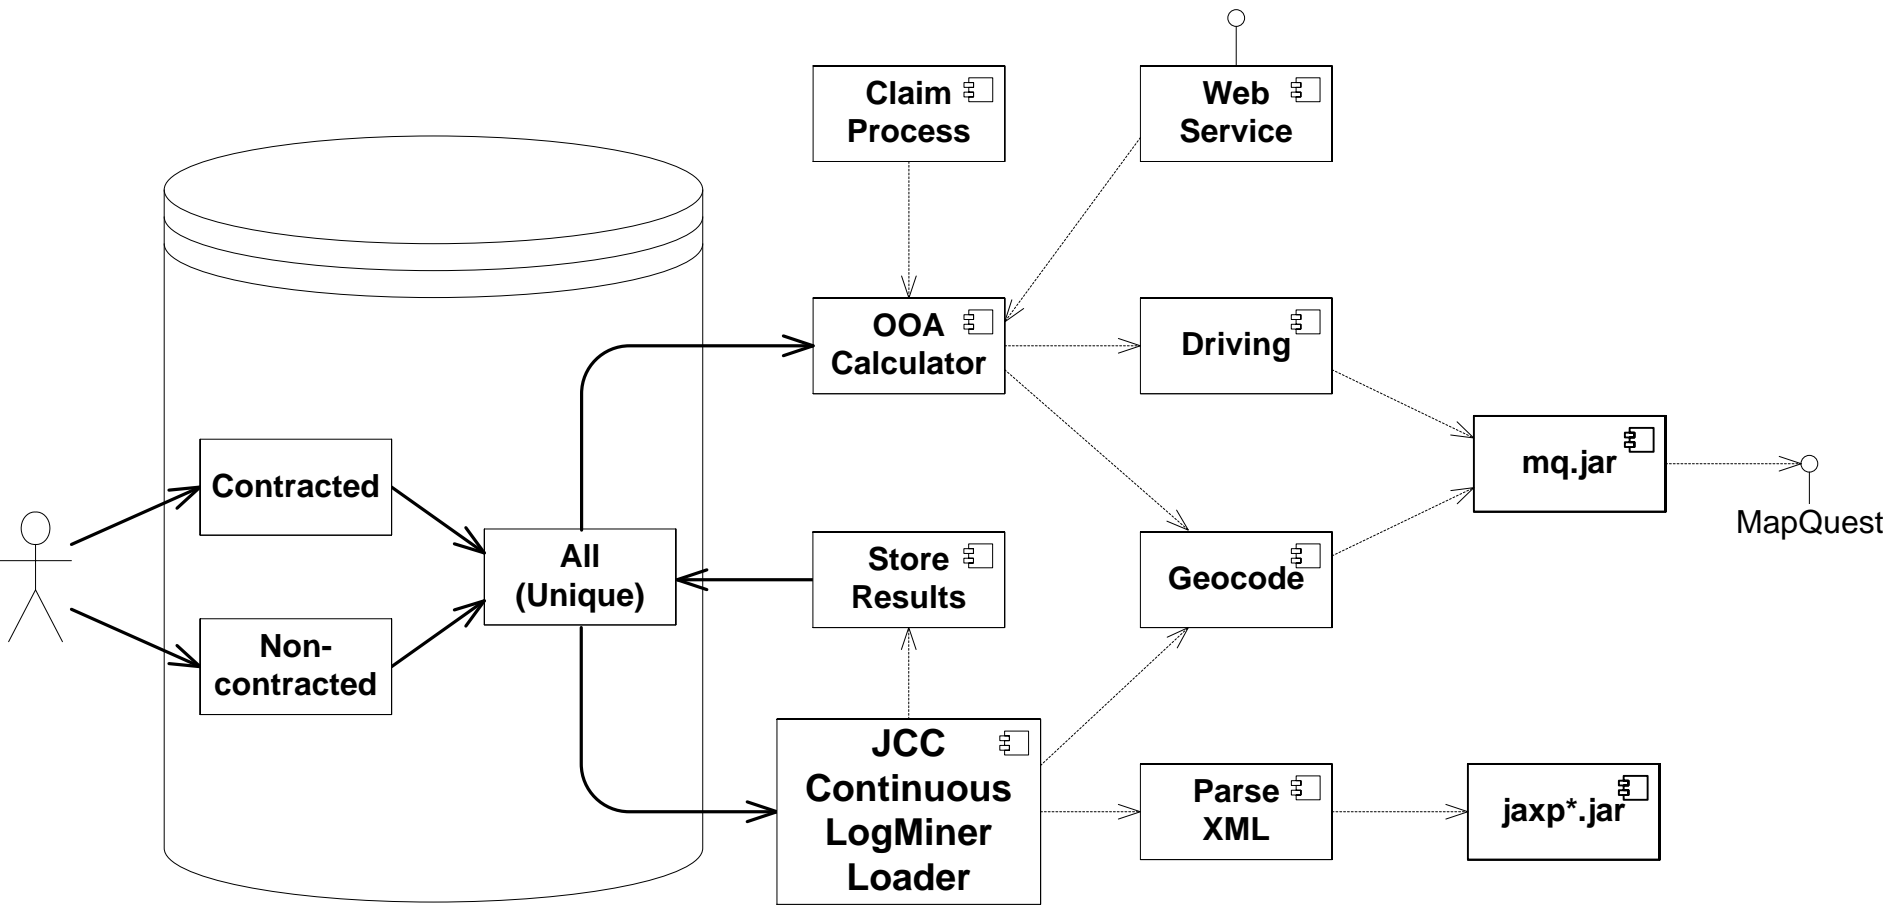 Claim
Process
Web
Service
OOA
Calculator
Driving
mq.jar
MapQuest
Contracted
All
(Unique)
Store
Results
Geocode
Non-
contracted
JCC
Continuous
LogMiner
Loader
Parse
XML
jaxp*.jar